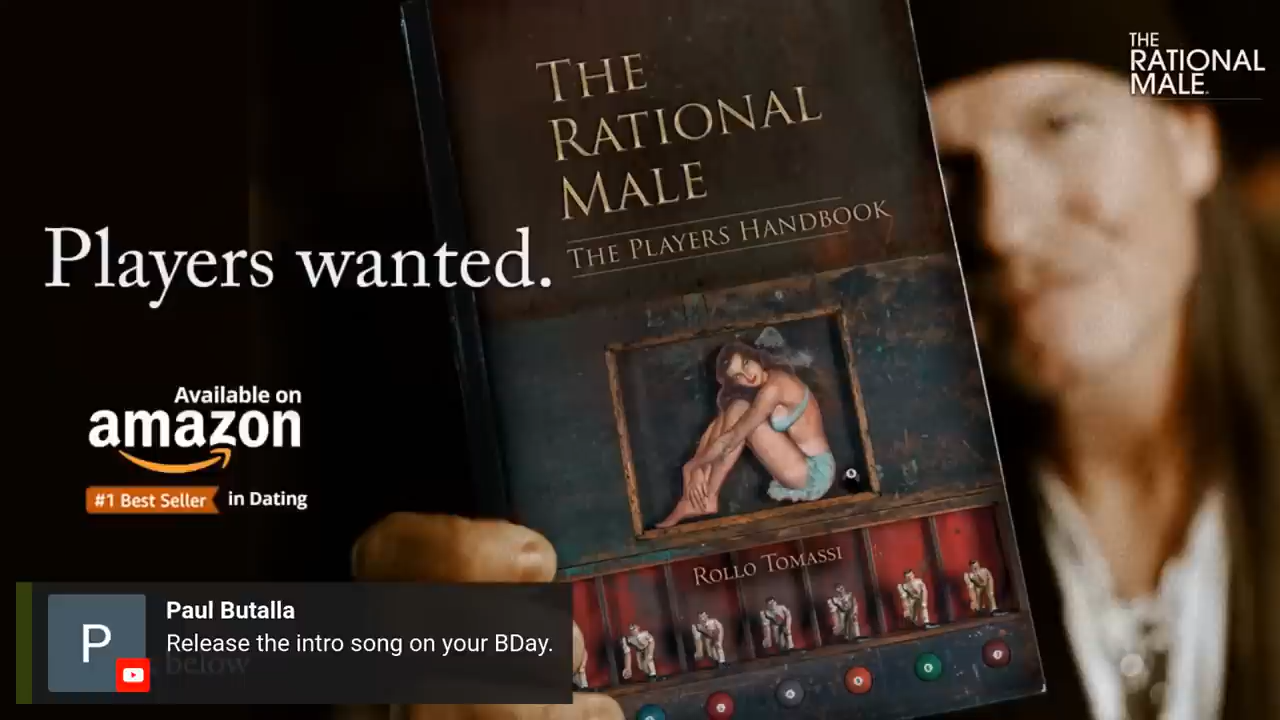 THE
RATIONAL
MALE
THE PLAYERS HANDBOOK
ROLLO TOMASSI
THE
RATIONAL
MALE
Players wanted.
Available on
amazon
#1 Best Seller in Dating
P
Paul Butalla
Release the intro song on your BDay.
below